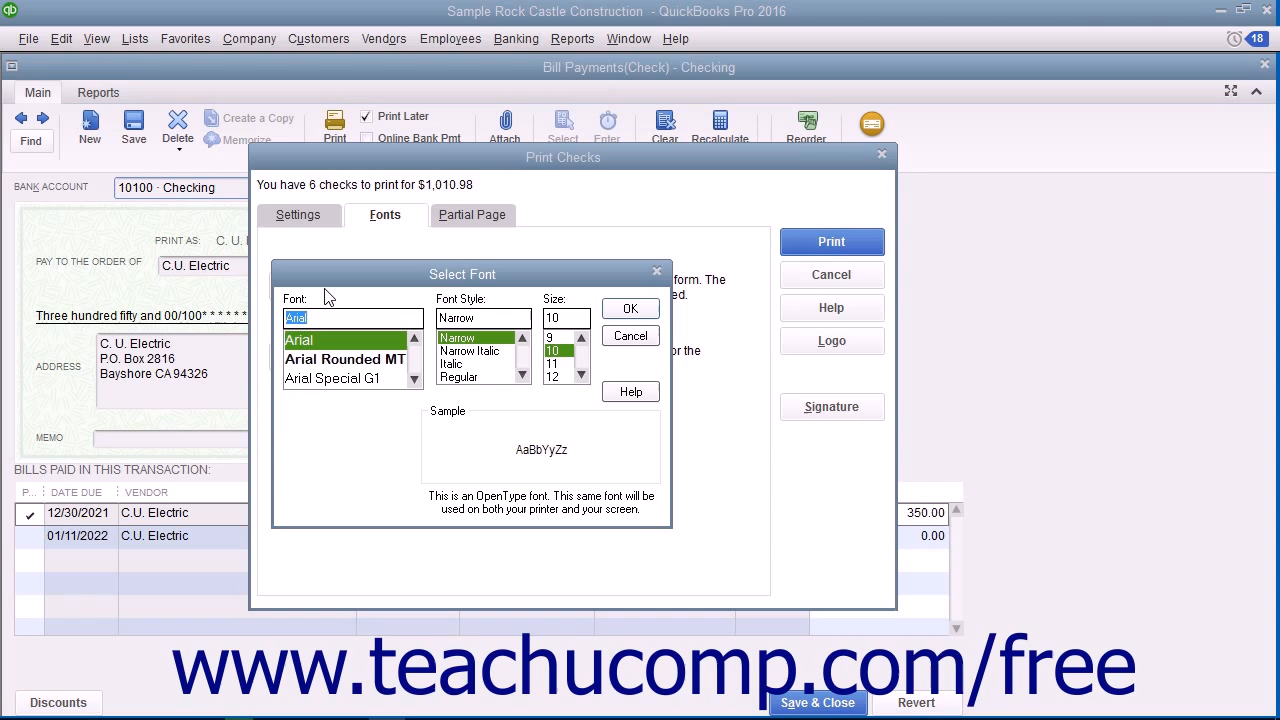 Sample Rock Castle Construction - QuickBooks Pro 2016
File Edit View Lists Favorites Company Customers Vendors Employees Banking Reports Window Help 18
Bill Payments(Check) - Checking
Main Reports
Find New Save Delete Create a Copy Memorize Print Print Later Online Bank Pmt Attach Select Enter Clear Recalculate Reorder
Print Checks
BANK ACCOUNT 10100 · Checking
You have 6 checks to print for $1,010.98
Settings Fonts Partial Page
PRINT AS: C. U.
PAY TO THE ORDER OF C.U. Electric
Print
Cancel
Help
Logo
Signature
form. The
ed.
or the
Select Font
Font: Font Style: Size:
Arial Narrow 10
Arial Narrow 9
Arial Rounded MT Narrow Italic 10
Arial Special G1 Italic 11
Regular 12
OK
Cancel
Help
Sample
AaBbYyZz
This is an OpenType font. This same font will be
used on both your printer and your screen.
Three hundred fifty and 00/100* * * * * *
ADDRESS
C. U. Electric
P.O. Box 2816
Bayshore CA 94326
MEMO
BILLS PAID IN THIS TRANSACTION:
P... DATE DUE VENDOR
12/30/2021 C.U. Electric 350.00
01/11/2022 C.U. Electric 0.00
www.teachucomp.com/free
Discounts Save & Close Revert